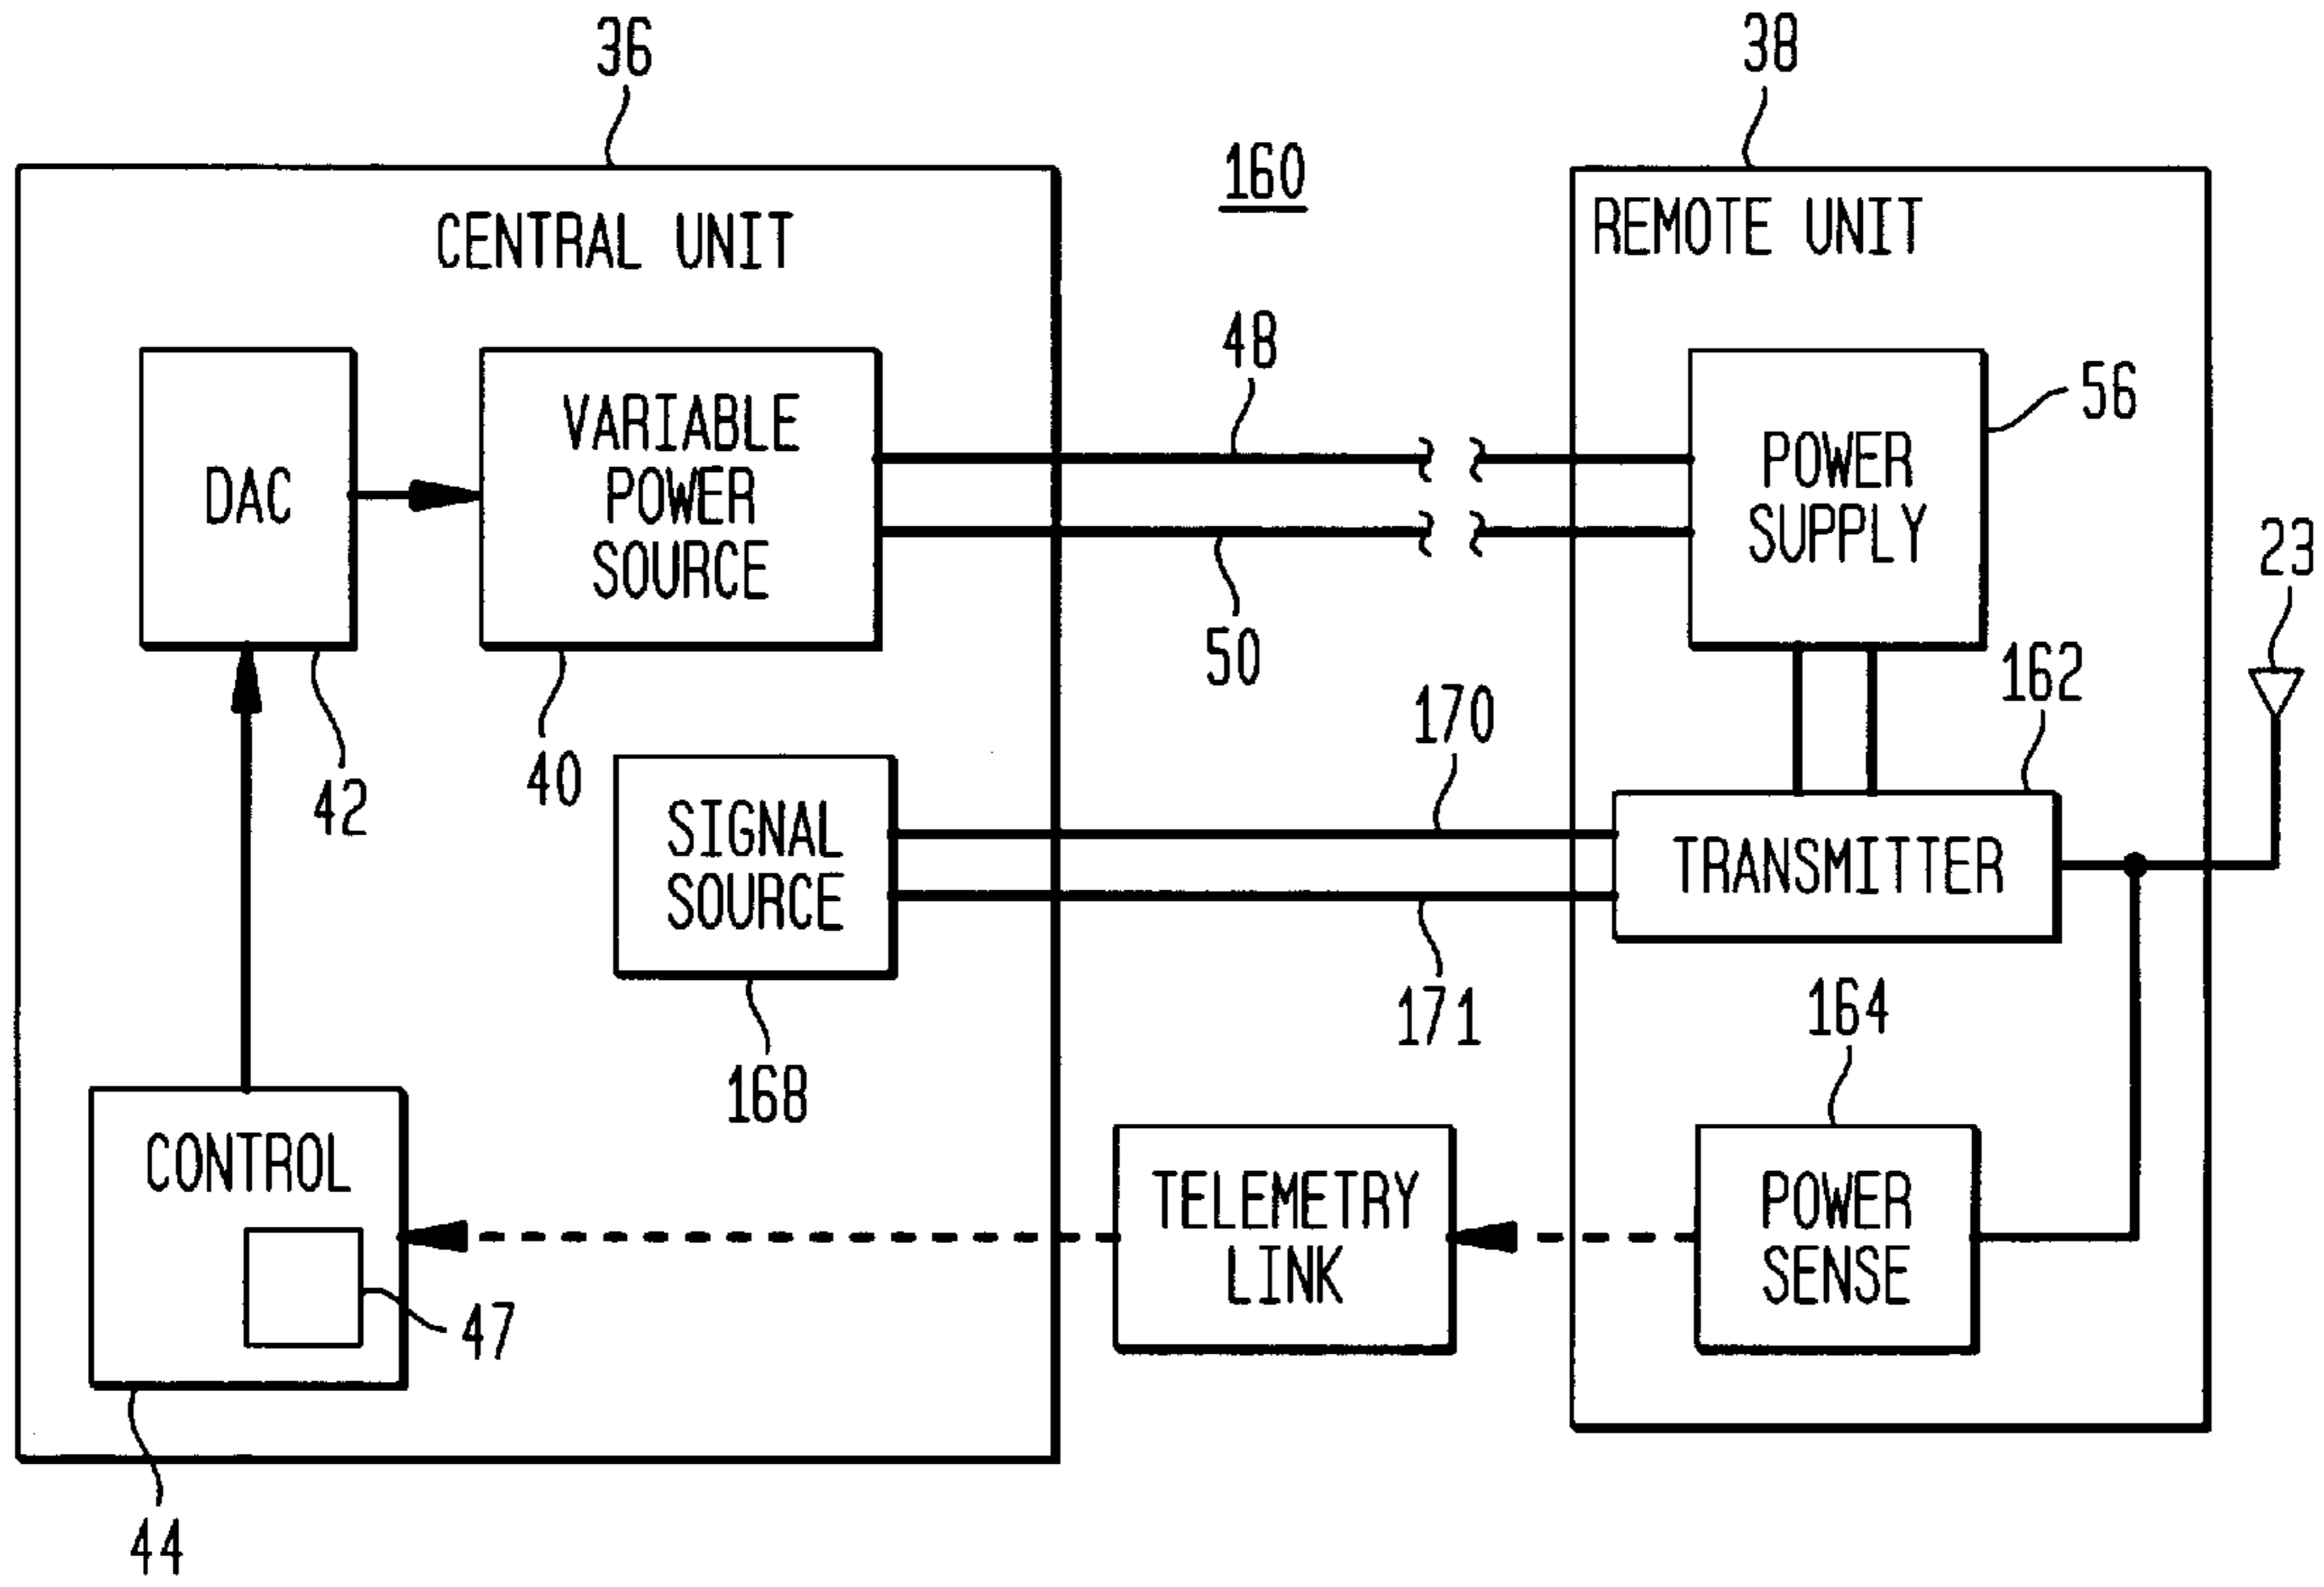 36
38
160
CENTRAL UNIT
REMOTE UNIT
48
DAC
VARIABLE
POWER
SOURCE
POWER
SUPPLY
56
23
50
42
40
170
162
SIGNAL
SOURCE
TRANSMITTER
171
168
164
CONTROL
47
TELEMETRY
LINK
POWER
SENSE
44